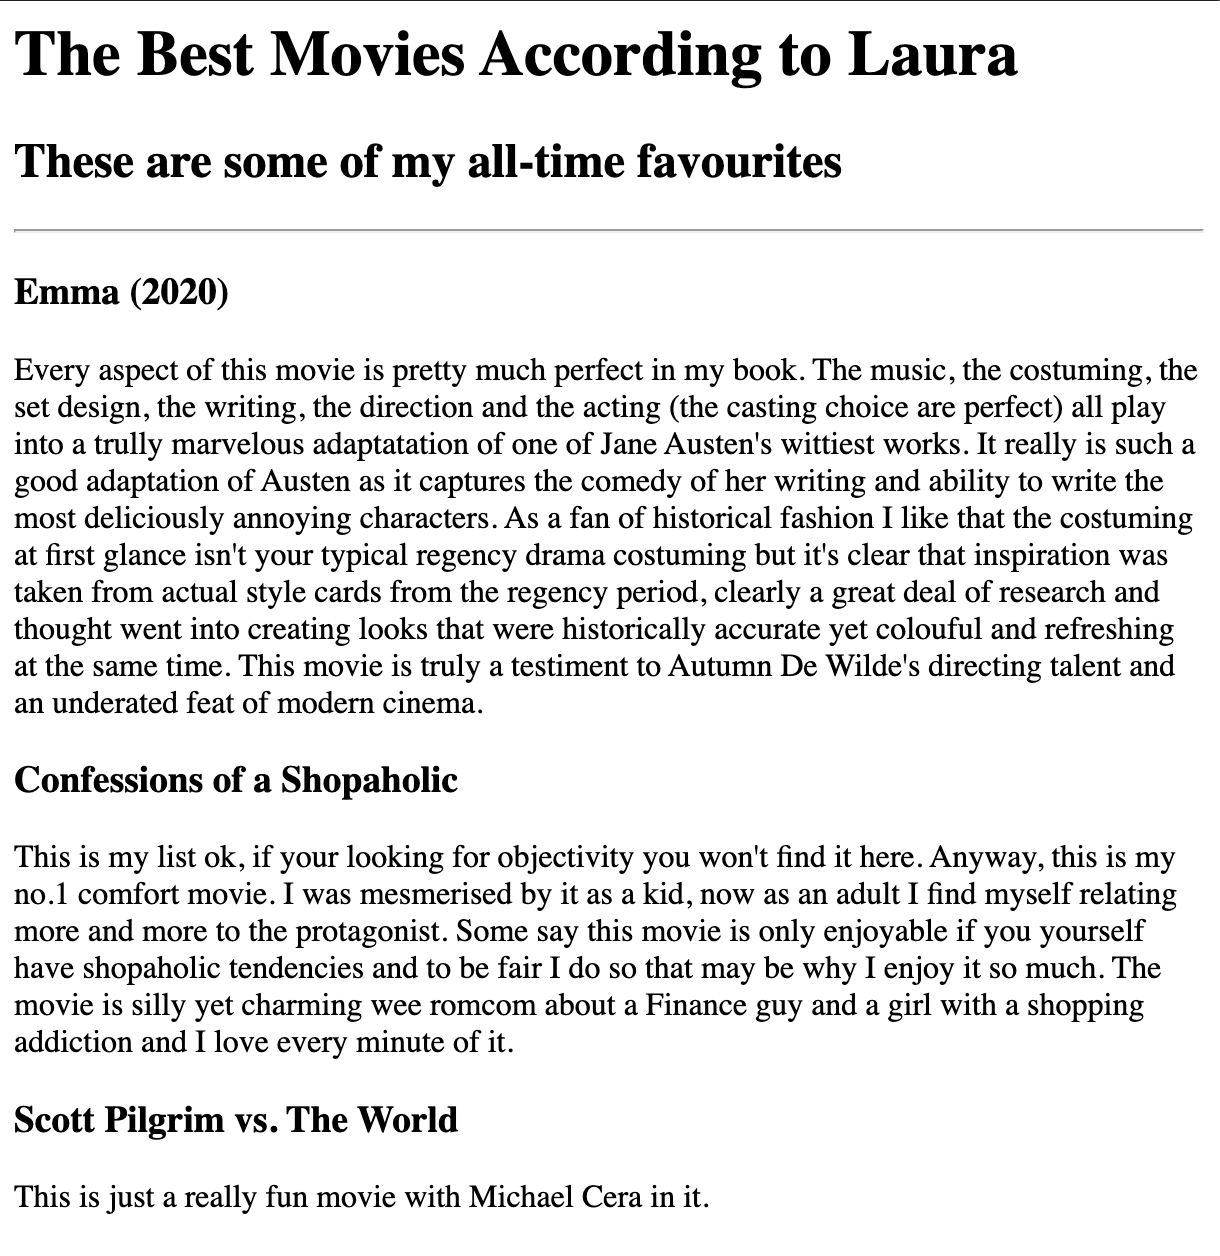 The Best Movies According to Laura
These are some of my all-time favourites
Emma (2020)
Every aspect of this movie is pretty much perfect in my book. The music, the costuming, the
set design, the writing, the direction and the acting (the casting choice are perfect) all play
into a trully marvelous adaptatation of one of Jane Austen's wittiest works. It really is such a
good adaptation of Austen as it captures the comedy of her writing and ability to write the
most deliciously annoying characters. As a fan of historical fashion I like that the costuming
at first glance isn't your typical regency drama costuming but it's clear that inspiration was
taken from actual style cards from the regency period, clearly a great deal of research and
thought went into creating looks that were historically accurate yet colouful and refreshing
at the same time. This movie is truly a testiment to Autumn De Wilde's directing talent and
an underated feat of modern cinema.
Confessions of a Shopaholic
This is my list ok, if your looking for objectivity you won't find it here. Anyway, this is my
no.1 comfort movie. I was mesmerised by it as a kid, now as an adult I find myself relating
more and more to the protagonist. Some say this movie is only enjoyable if you yourself
have shopaholic tendencies and to be fair I do so that may be why I enjoy it so much. The
movie is silly yet charming wee romcom about a Finance guy and a girl with a shopping
addiction and I love every minute of it.
Scott Pilgrim vs. The World
This is just a really fun movie with Michael Cera in it.